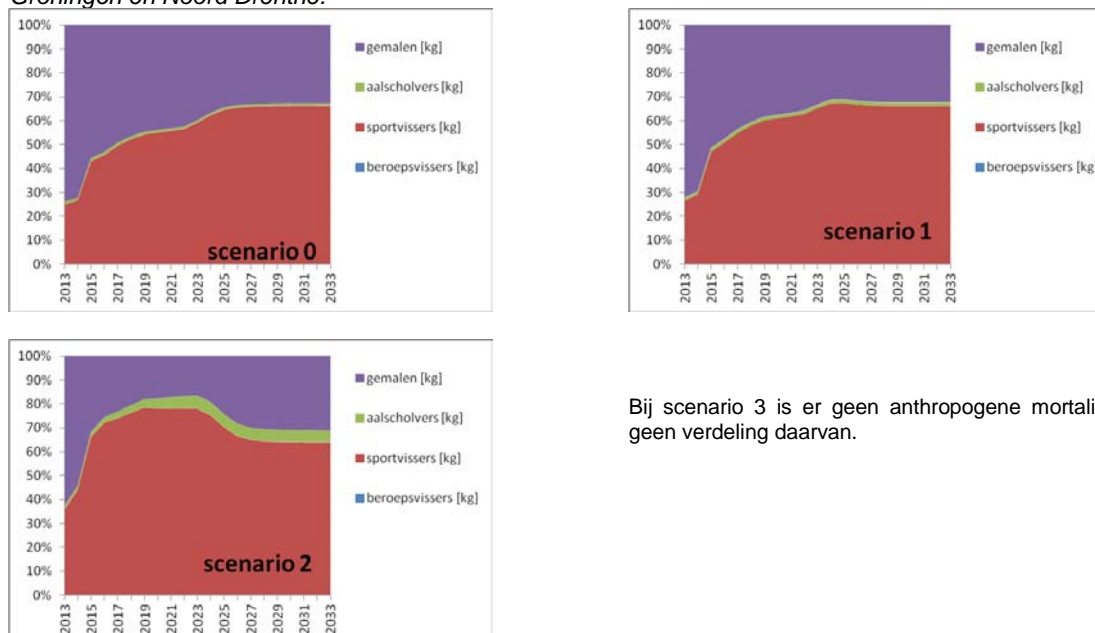 Groningen en Noord Drenthe.
100%
90%
80%
70%
60%
50%
40%
30%
20%
10%
0%
gemalen [kg]
aalscholvers [kg]
sportvissers [kg]
beroepsvissers [kg]
scenario 0
2013 2015 2017 2019 2021 2023 2025 2027 2029 2031 2033
100%
90%
80%
70%
60%
50%
40%
30%
20%
10%
0%
gemalen [kg]
aalscholvers [kg]
sportvissers [kg]
beroepsvissers [kg
scenario 1
2013 2015 2017 2019 2021 2023 2025 2027 2029 2031 2033
100%
90%
80%
70%
60%
50%
40%
30%
20%
10%
0%
gemalen [kg]
aalscholvers [kg]
sportvissers [kg]
beroepsvissers [kg]
scenario 2
2013 2015 2017 2019 2021 2023 2025 2027 2029 2031 2033
Bij scenario 3 is er geen anthropogene mortali
geen verdeling daarvan.